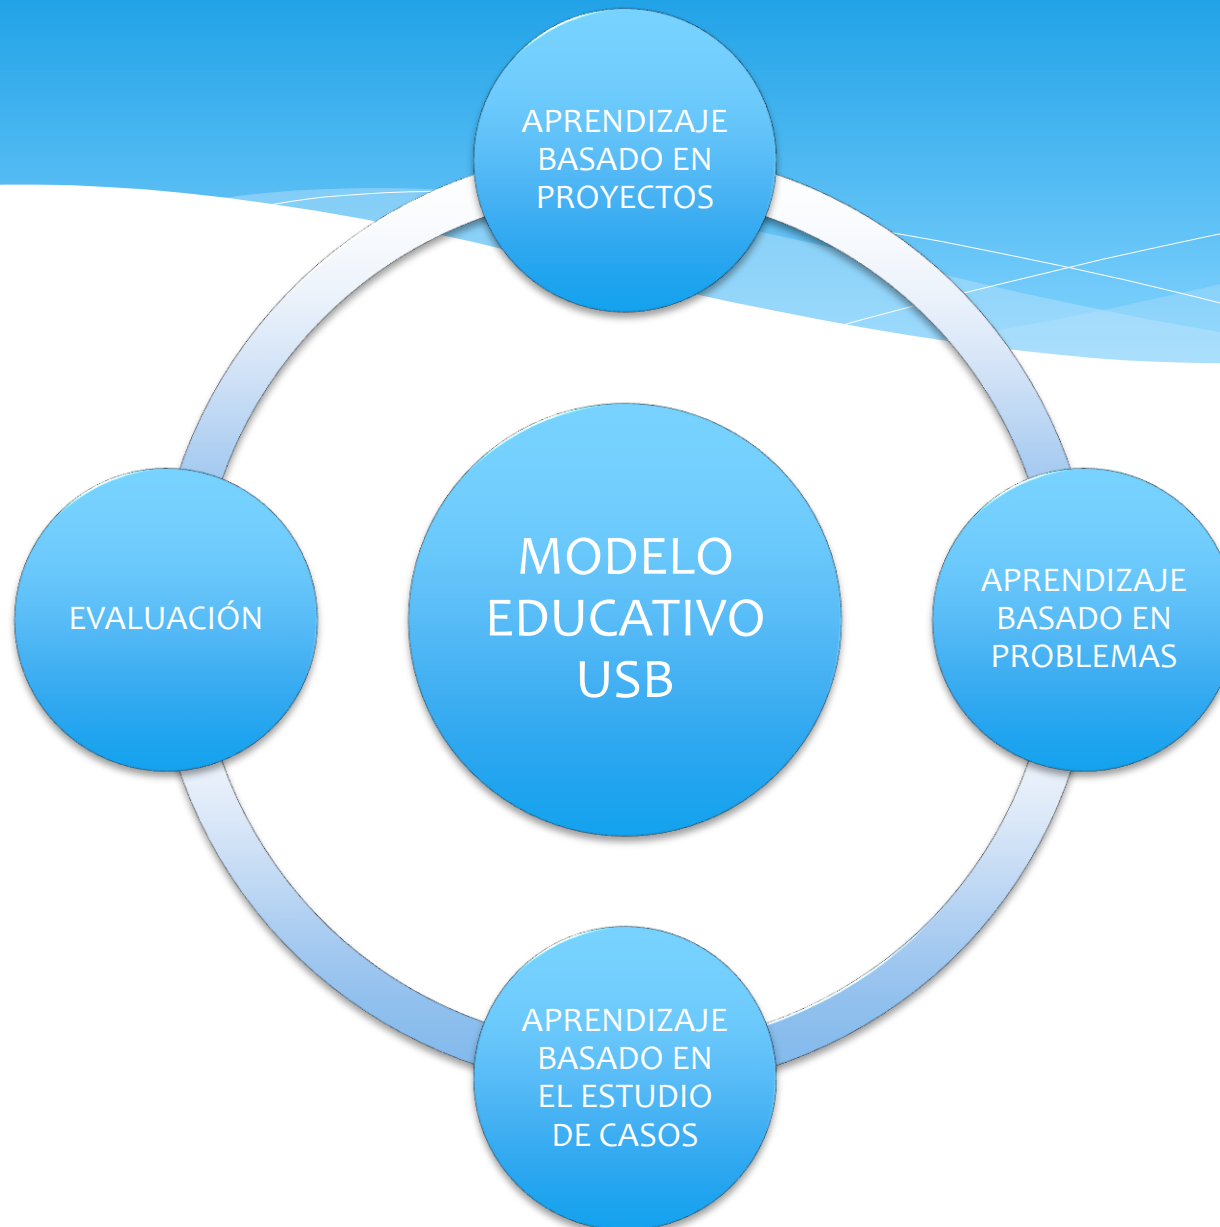 APRENDIZAJE
BASADO EN
PROYECTOS
MODELO
EDUCATIVO
USB
APRENDIZAJE
BASADO EN
PROBLEMAS
EVALUACIÓN
APRENDIZAJE
BASADO EN
EL ESTUDIO
DE CASOS